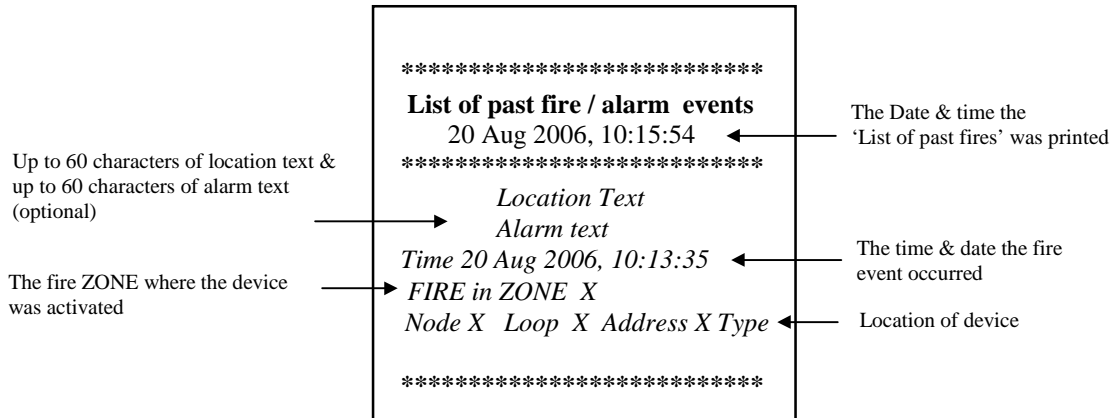 ***************************
List of past fire / alarm events
20 Aug 2006, 10:15:54
***************************
Location Text
Alarm text
Time 20 Aug 2006, 10:13:35
FIRE in ZONE X
Node X Loop X Address X Type
***************************
Up to 60 characters of location text &
up to 60 characters of alarm text
(optional)
The fire ZONE where the device
was activated
The Date & time the
‘List of past fires’ was printed
The time & date the fire
event occurred
Location of device